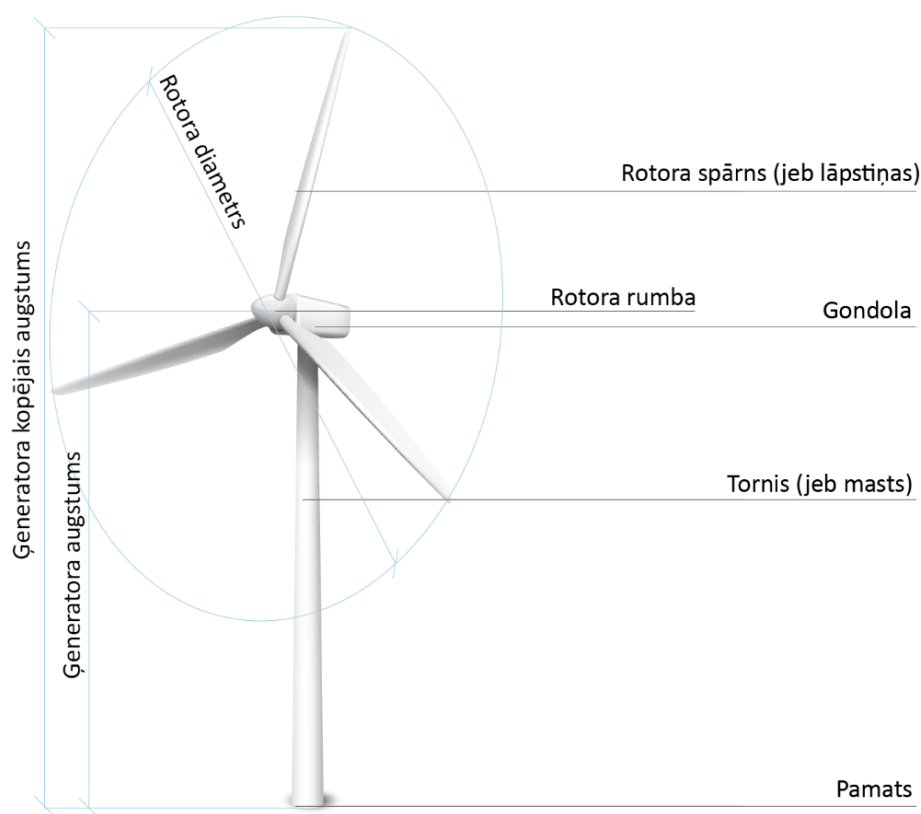 Rotora diametrs
Rotora spārns (jeb lāpstiņas)
Rotora rumba
Gondola
Ģeneratora kopējais augstums
Ģeneratora augstums
Tornis (jeb masts)
Pamats